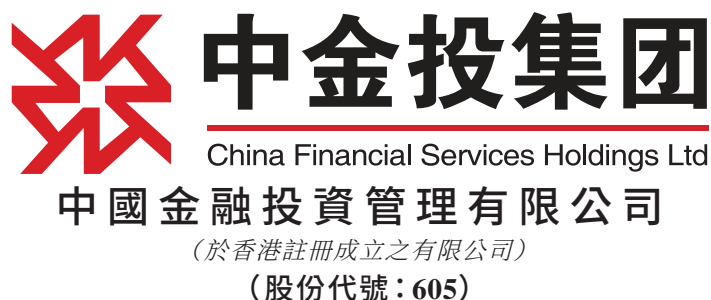 中金投集团
China Financial Services Holdings Ltd
中國金融投資管理有限公司
（於香港註冊成立之有限公司）
（股份代號：605）